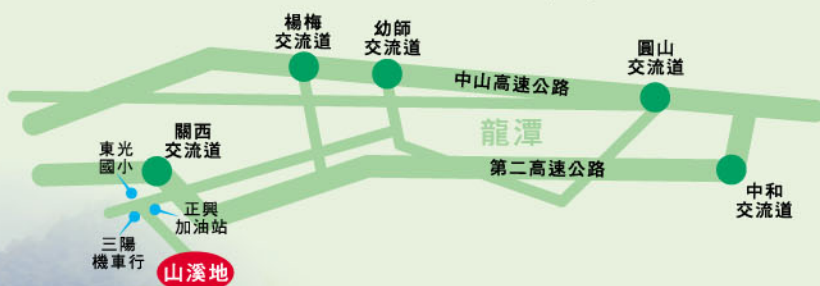 楊梅
交流道
幼師
交流道
圓山
交流道
中山高速公路
龍潭
東光
國小
關西
交流道
第二高速公路
中和
交流道
正興
加油站
三陽
機車行
山溪地